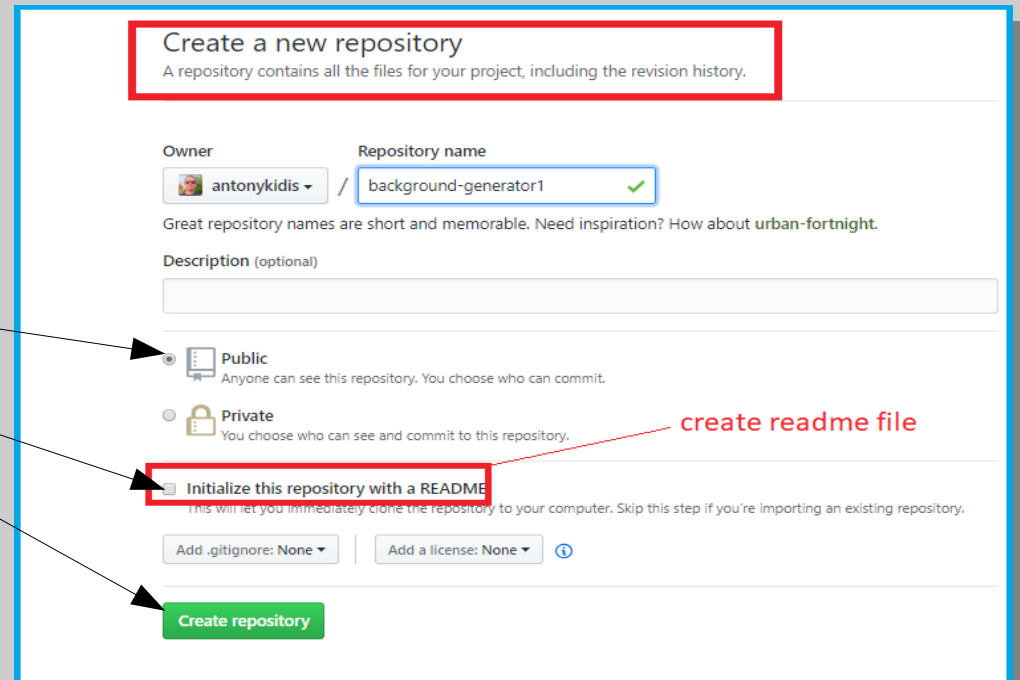 Create a new repository
A repository contains all the files for your project, including the revision history.
Owner Repository name
antonykidis / background-generator1
Great repository names are short and memorable. Need inspiration? How about urban-fortnight.
Description (optional)
Public
Anyone can see this repository. You choose who can commit.
Private
You choose who can see and commit to this repository.
create readme file
Initialize this repository with a README
This will let you immediately clone the repository to your computer. Skip this step if you're importing an existing repository.
Add .gitignore: None Add a license: None
Create repository